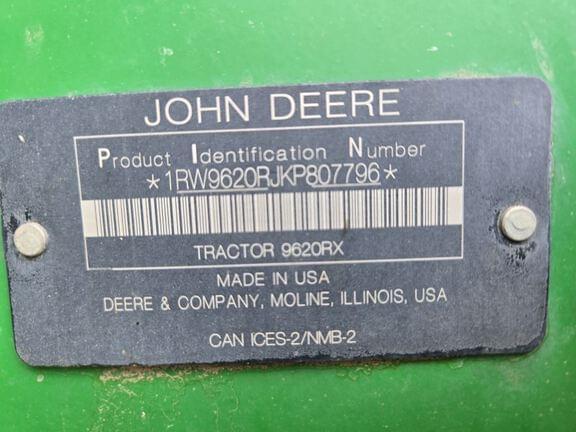 JOHN DEERE
Product Identification Number
*1RW9620RJKP807796*
TRACTOR 9620RX
MADE IN USA
DEERE & COMPANY, MOLINE, ILLINOIS, USA
CAN ICES-2/NMB-2